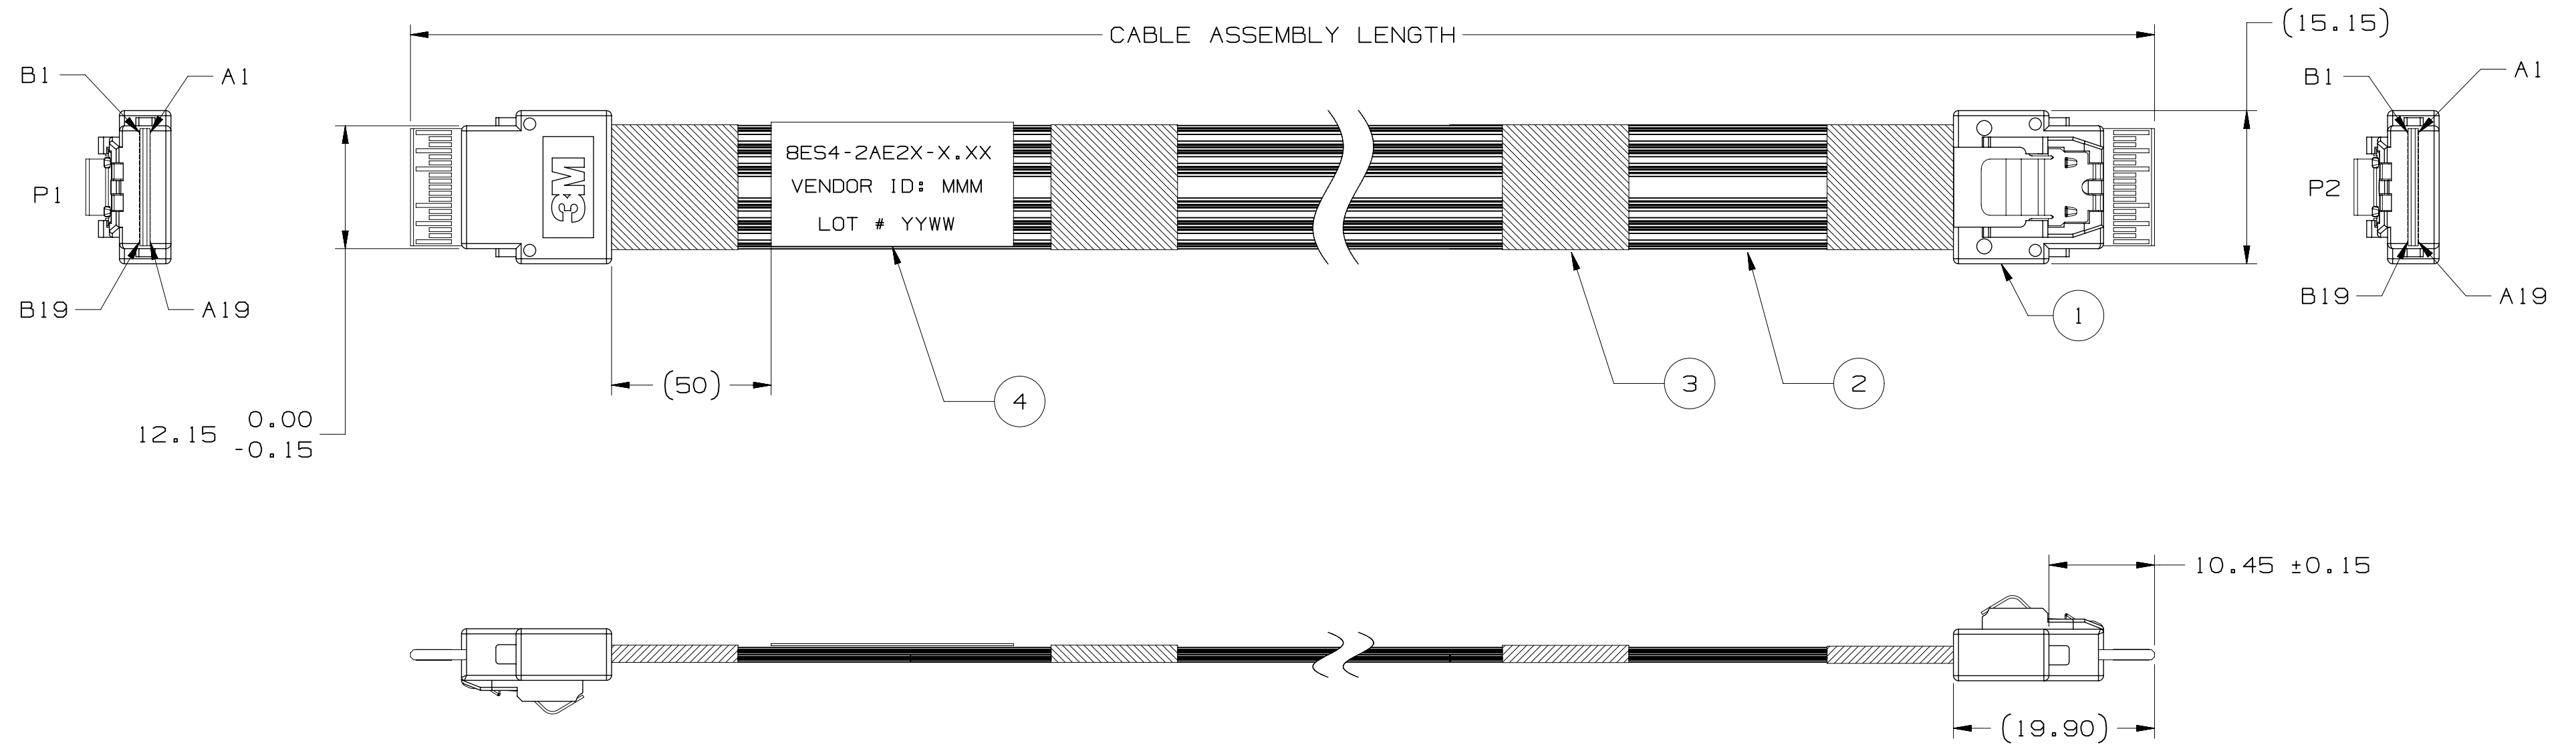 CABLE ASSEMBLY LENGTH
(15.15)
B1
A1
B1
A1
P1
3M
8ES4-2AE2X-X.XX
VENDOR ID: MMM
LOT # YYWW
P2
B19
A19
B19
A19
1
(50)
4
3
2
12.15 0.00
-0.15
10.45 ±0.15
(19.90)